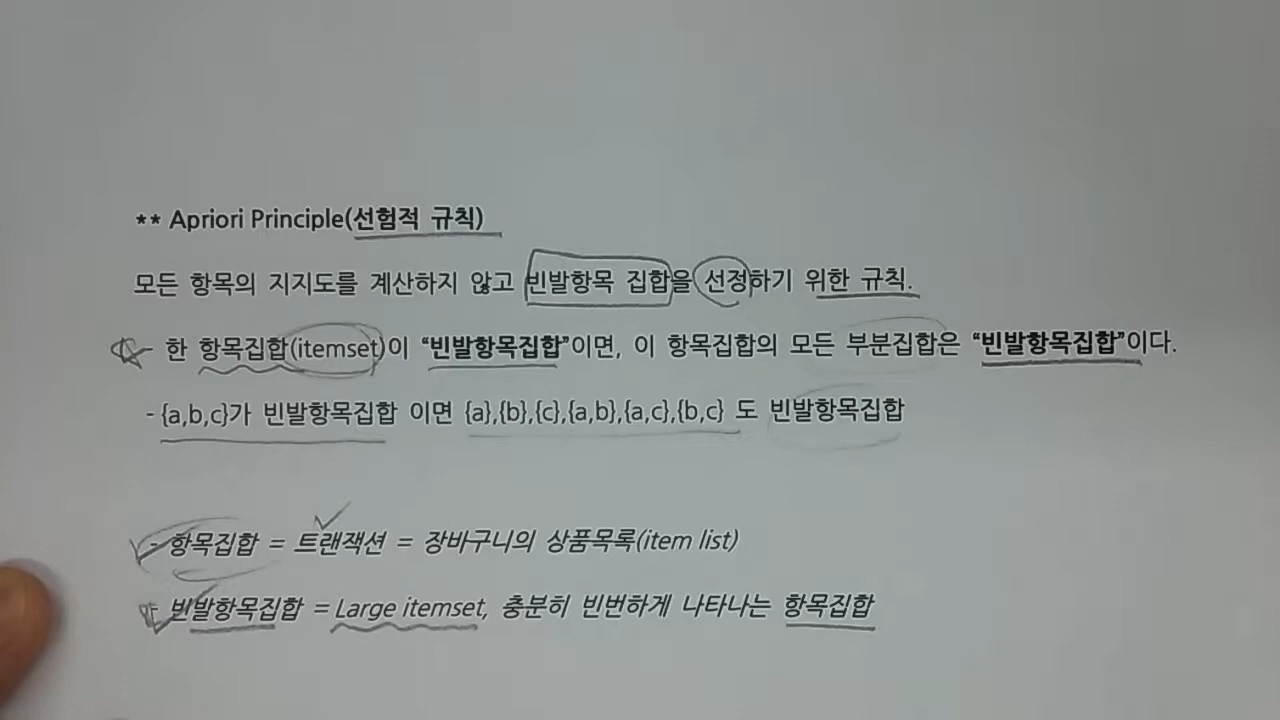 ** Apriori Principle(선험적 규칙)
모든 항목의 지지도를 계산하지 않고 빈발항목 집합을 선정하기 위한 규칙.
- 한 항목집합(itemset)이 “빈발항목집합”이면, 이 항목집합의 모든 부분집합은 “빈발항목집합”이다.
- {a,b,c}가 빈발항목집합 이면 {a},{b},{c},{a,b},{a,c},{b,c} 도 빈발항목집합
- 항목집합 = 트랜잭션 = 장바구니의 상품목록(item list)
- 빈발항목집합 = Large itemset, 충분히 빈번하게 나타나는 항목집합